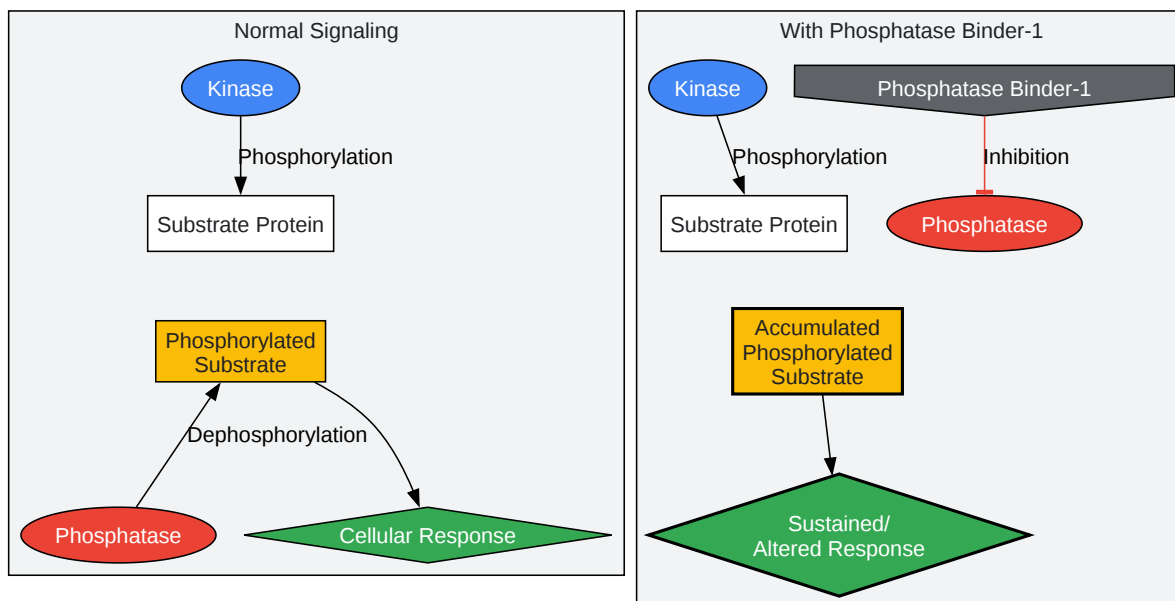 Normal Signaling
Kinase
Phosphorylation
Substrate Protein
Phosphorylated
Substrate
Dephosphorylation
Phosphatase
Cellular Response
With Phosphatase Binder-1
Kinase
Phosphatase Binder-1
Phosphorylation
Inhibition
Substrate Protein
Phosphatase
Accumulated
Phosphorylated
Substrate
Sustained/
Altered Response